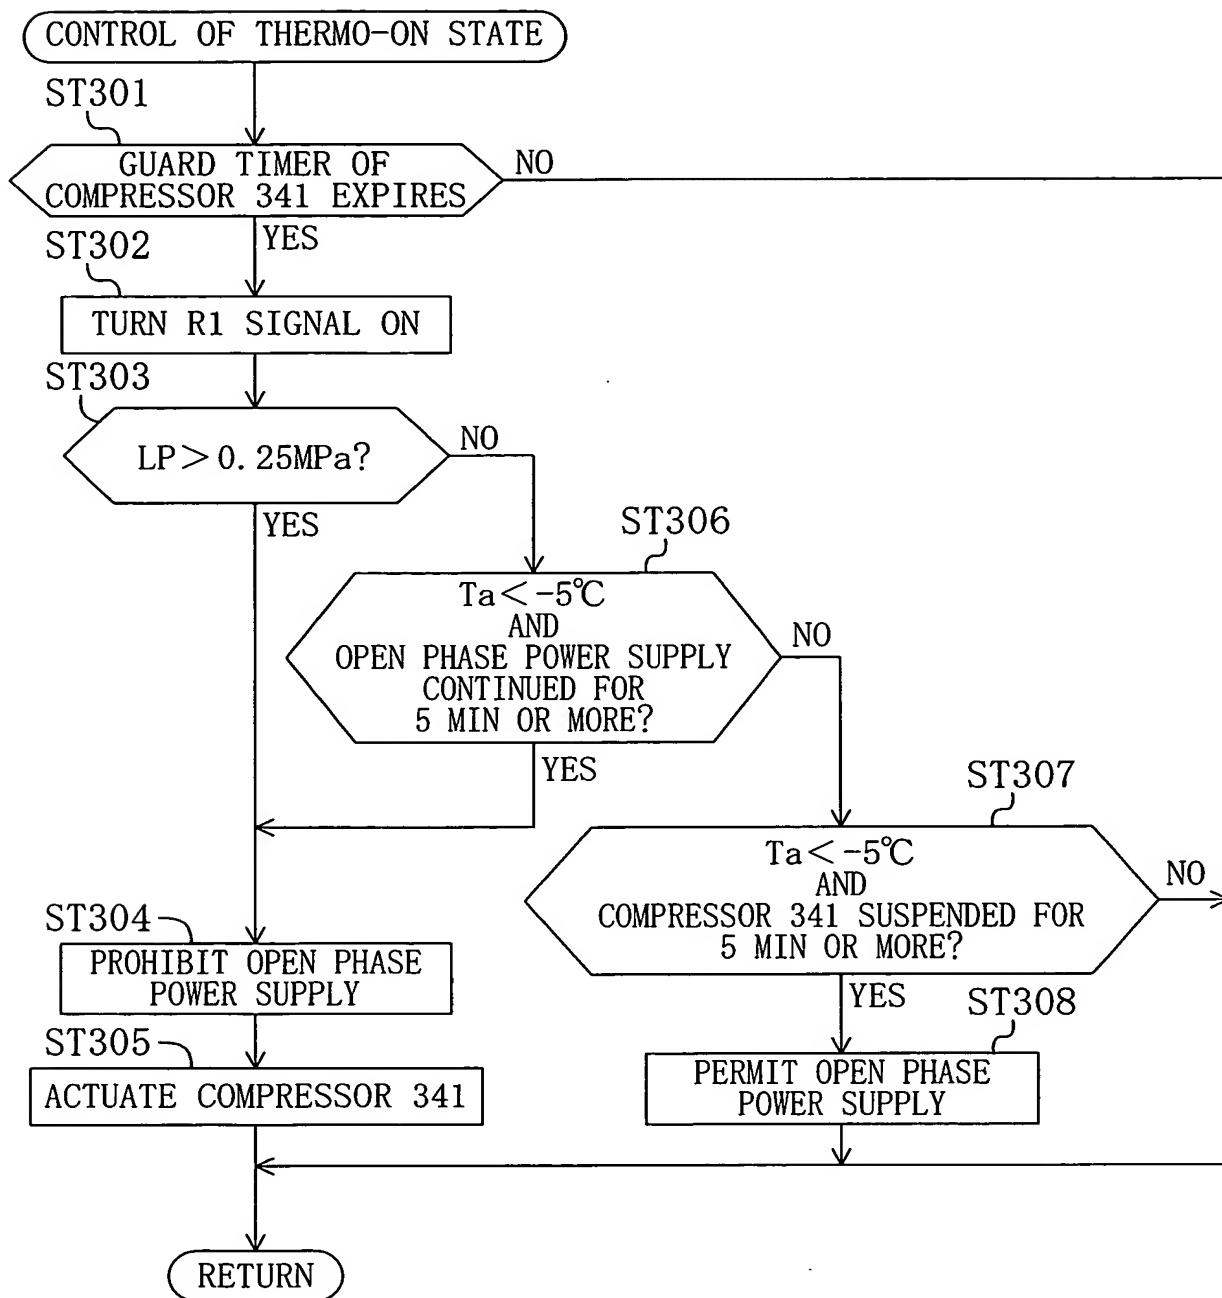 CONTROL OF THERMO-ON STATE
ST301
GUARD TIMER OF
COMPRESSOR 341 EXPIRES
NO
YES
ST302
TURN R1 SIGNAL ON
ST303
LP＞0.25MPa?
NO
YES
ST306
Ta＜-5℃
AND
OPEN PHASE POWER SUPPLY
CONTINUED FOR
5 MIN OR MORE?
NO
YES
ST307
Ta＜-5℃
AND
COMPRESSOR 341 SUSPENDED FOR
5 MIN OR MORE?
NO
YES
ST304
PROHIBIT OPEN PHASE
POWER SUPPLY
ST308
PERMIT OPEN PHASE
POWER SUPPLY
ST305
ACTUATE COMPRESSOR 341
RETURN